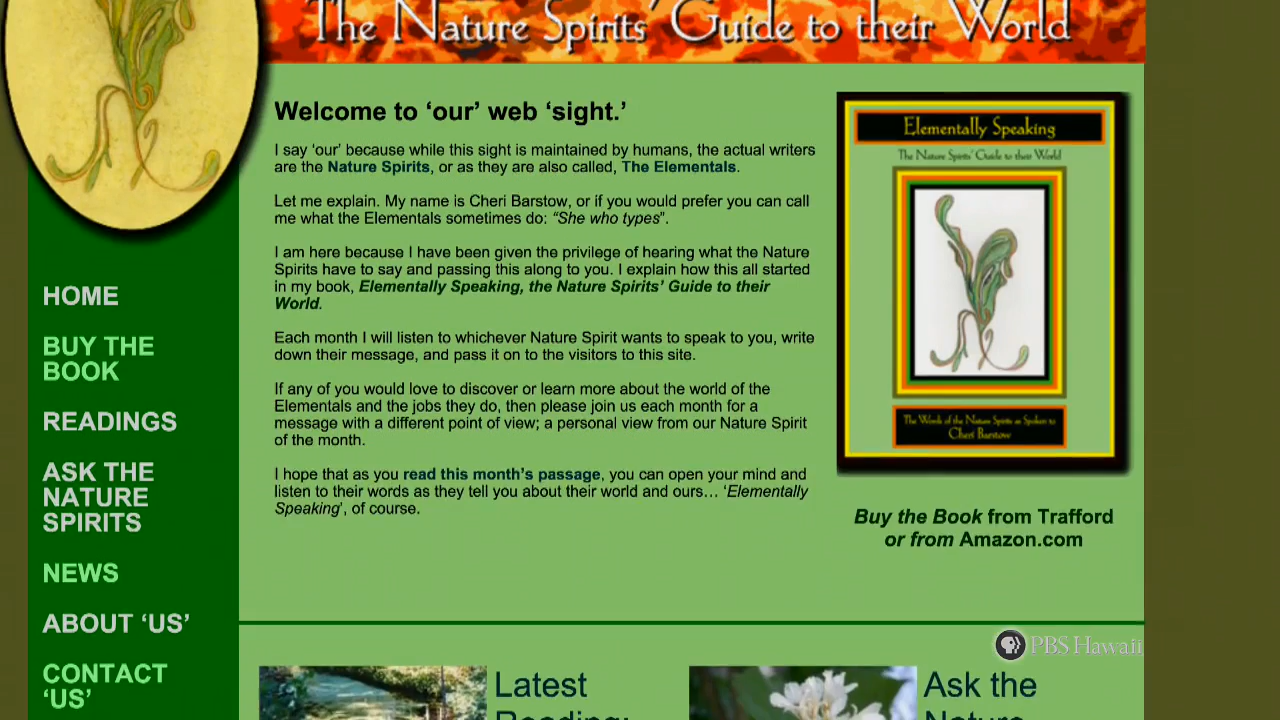 The Nature Spirits' Guide to their World
Welcome to ‘our’ web ‘sight.’
I say ‘our’ because while this sight is maintained by humans, the actual writers
are the Nature Spirits, or as they are also called, The Elementals.
Let me explain. My name is Cheri Barstow, or if you would prefer you can call
me what the Elementals sometimes do: “She who types”.
I am here because I have been given the privilege of hearing what the Nature
Spirits have to say and passing this along to you. I explain how this all started
in my book, Elementally Speaking, the Nature Spirits’ Guide to their
World.
Each month I will listen to whichever Nature Spirit wants to speak to you, write
down their message, and pass it on to the visitors to this site.
If any of you would love to discover or learn more about the world of the
Elementals and the jobs they do, then please join us each month for a
message with a different point of view; a personal view from our Nature Spirit
of the month.
I hope that as you read this month’s passage, you can open your mind and
listen to their words as they tell you about their world and ours… ‘Elementally
Speaking’, of course.
Elementally Speaking
The Nature Spirits' Guide to their World
The Words of the Nature Spirits as Spoken to
Cheri Barstow
Buy the Book from Trafford
or from Amazon.com
HOME
BUY THE
BOOK
READINGS
ASK THE
NATURE
SPIRITS
NEWS
ABOUT ‘US’
CONTACT
‘US’
PBS Hawaii
Latest
Reading:
Ask the
Nature